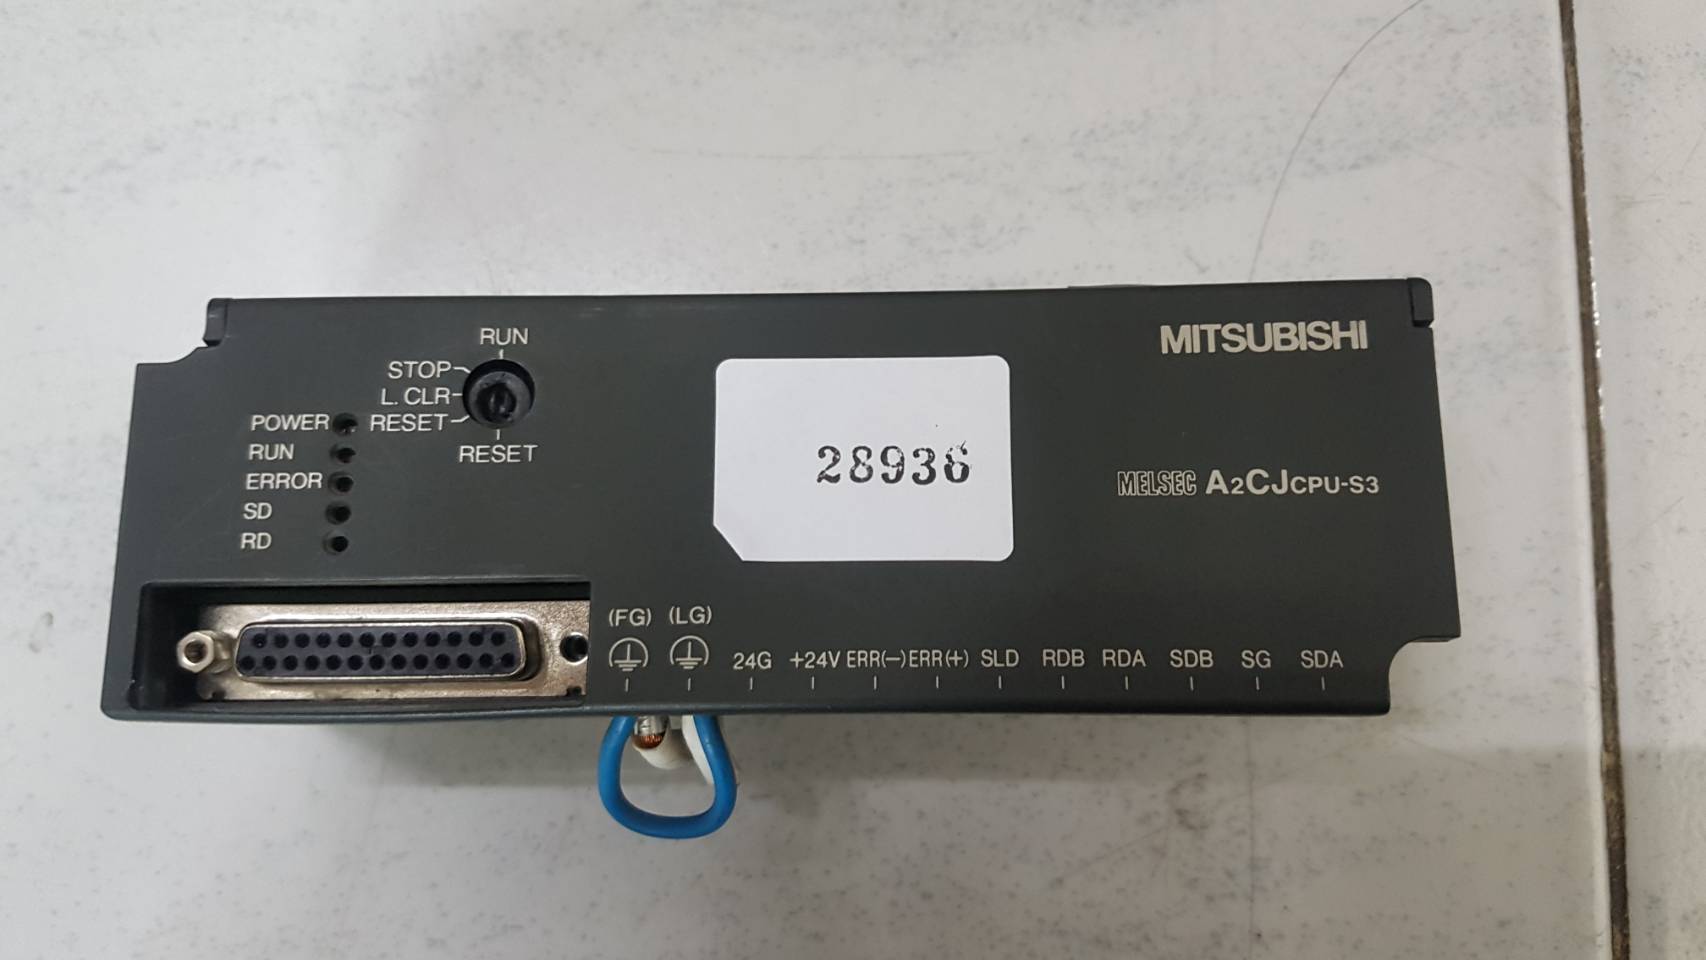 MITSUBISHI
RUN
STOP
L. CLR
RESET
RESET
POWER
RUN
ERROR
SD
RD
28936
MELSEC A2CJCPU-S3
(FG) (LG)
24G +24V ERR(−) ERR(+) SLD RDB RDA SDB SG SDA